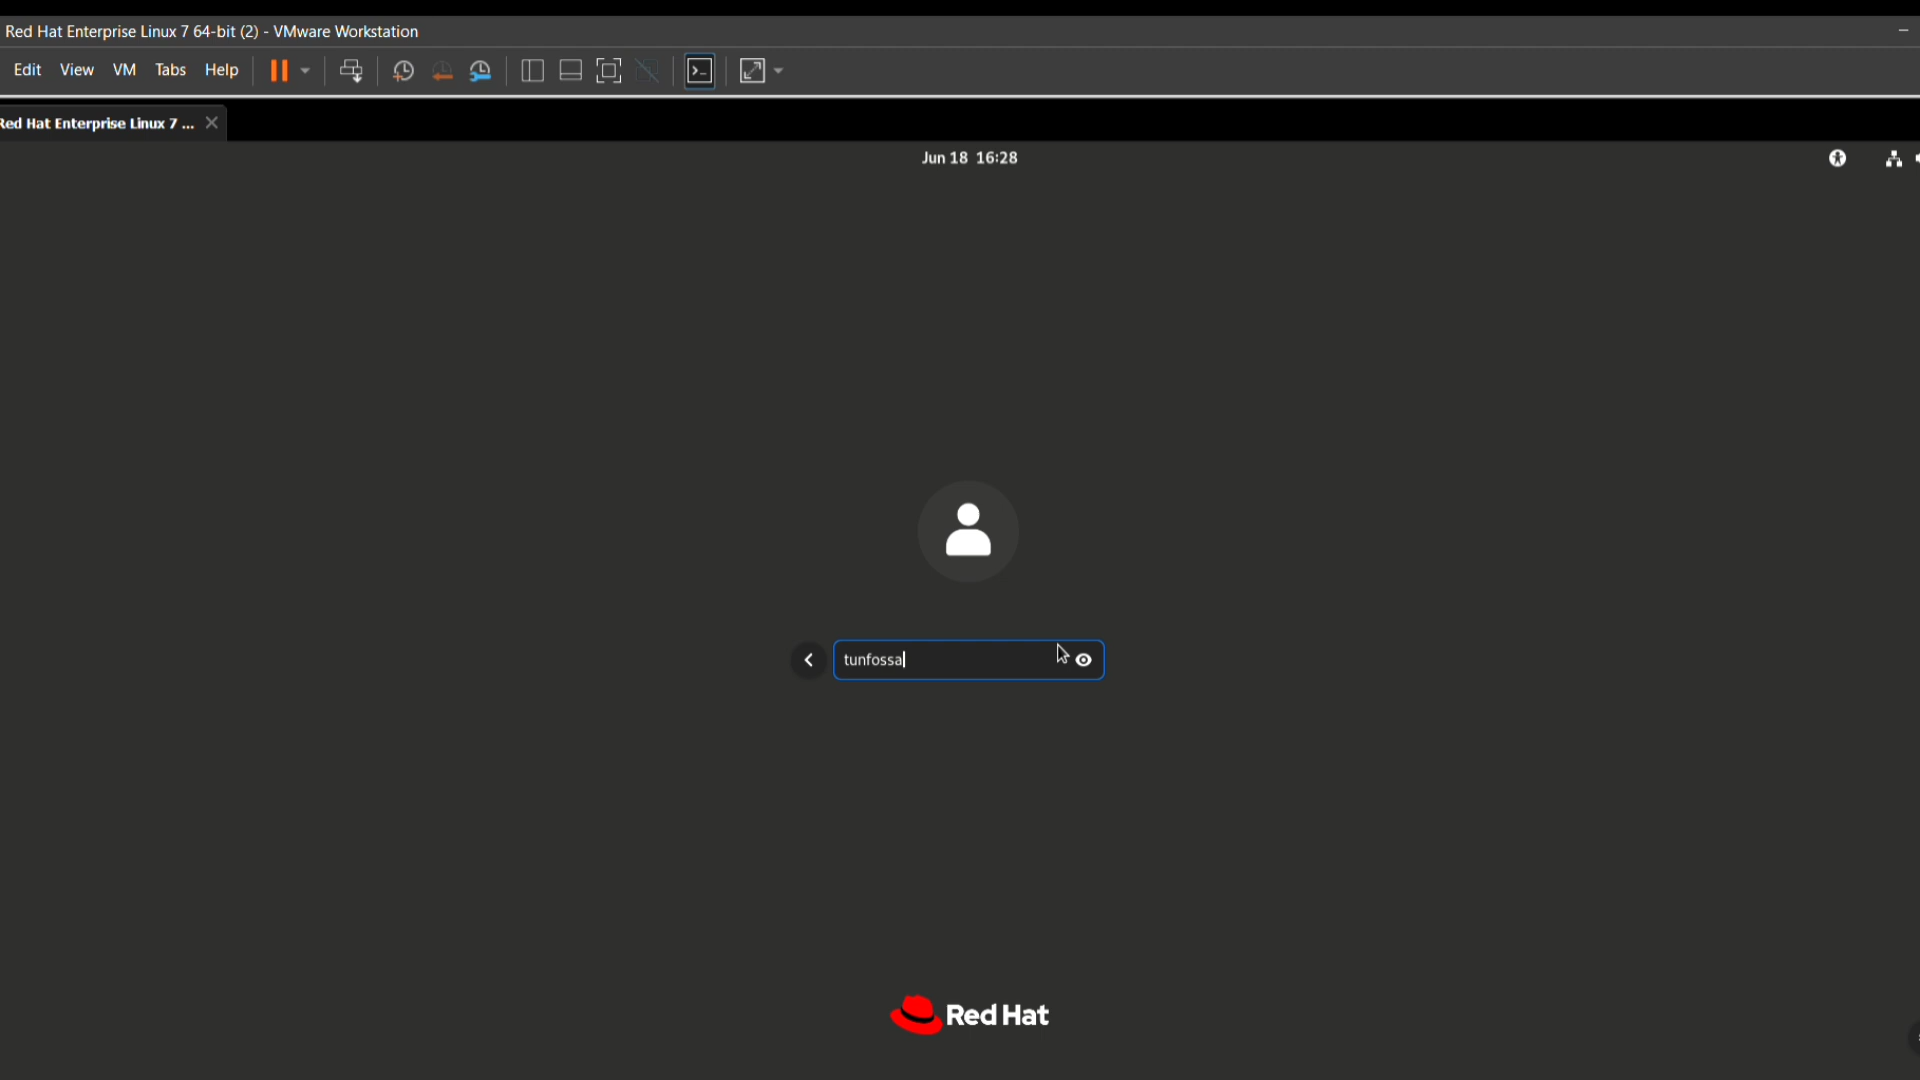 Red Hat Enterprise Linux 7 64-bit (2) - VMware Workstation
Edit View VM Tabs Help
Red Hat Enterprise Linux 7 ...
Jun 18 16:28
tunfossa
Red Hat